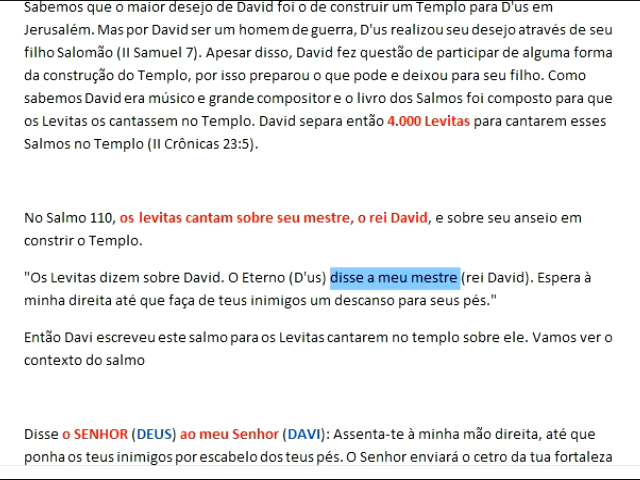 Sabemos que o maior desejo de David foi o de construir um Templo para D'us em
Jerusalém. Mas por David ser um homem de guerra, D'us realizou seu desejo através de seu
filho Salomão (II Samuel 7). Apesar disso, David fez questão de participar de alguma forma
da construção do Templo, por isso preparou o que pode e deixou para seu filho. Como
sabemos David era músico e grande compositor e o livro dos Salmos foi composto para que
os Levitas os cantassem no Templo. David separa então 4.000 Levitas para cantarem esses
Salmos no Templo (II Crônicas 23:5).
No Salmo 110, os levitas cantam sobre seu mestre, o rei David, e sobre seu anseio em
constrir o Templo.
"Os Levitas dizem sobre David. O Eterno (D'us) disse a meu mestre (rei David). Espera à
minha direita até que faça de teus inimigos um descanso para seus pés."
Então Davi escreveu este salmo para os Levitas cantarem no templo sobre ele. Vamos ver o
contexto do salmo
Disse o SENHOR (DEUS) ao meu Senhor (DAVI): Assenta-te à minha mão direita, até que
ponha os teus inimigos por escabelo dos teus pés. O Senhor enviará o cetro da tua fortaleza